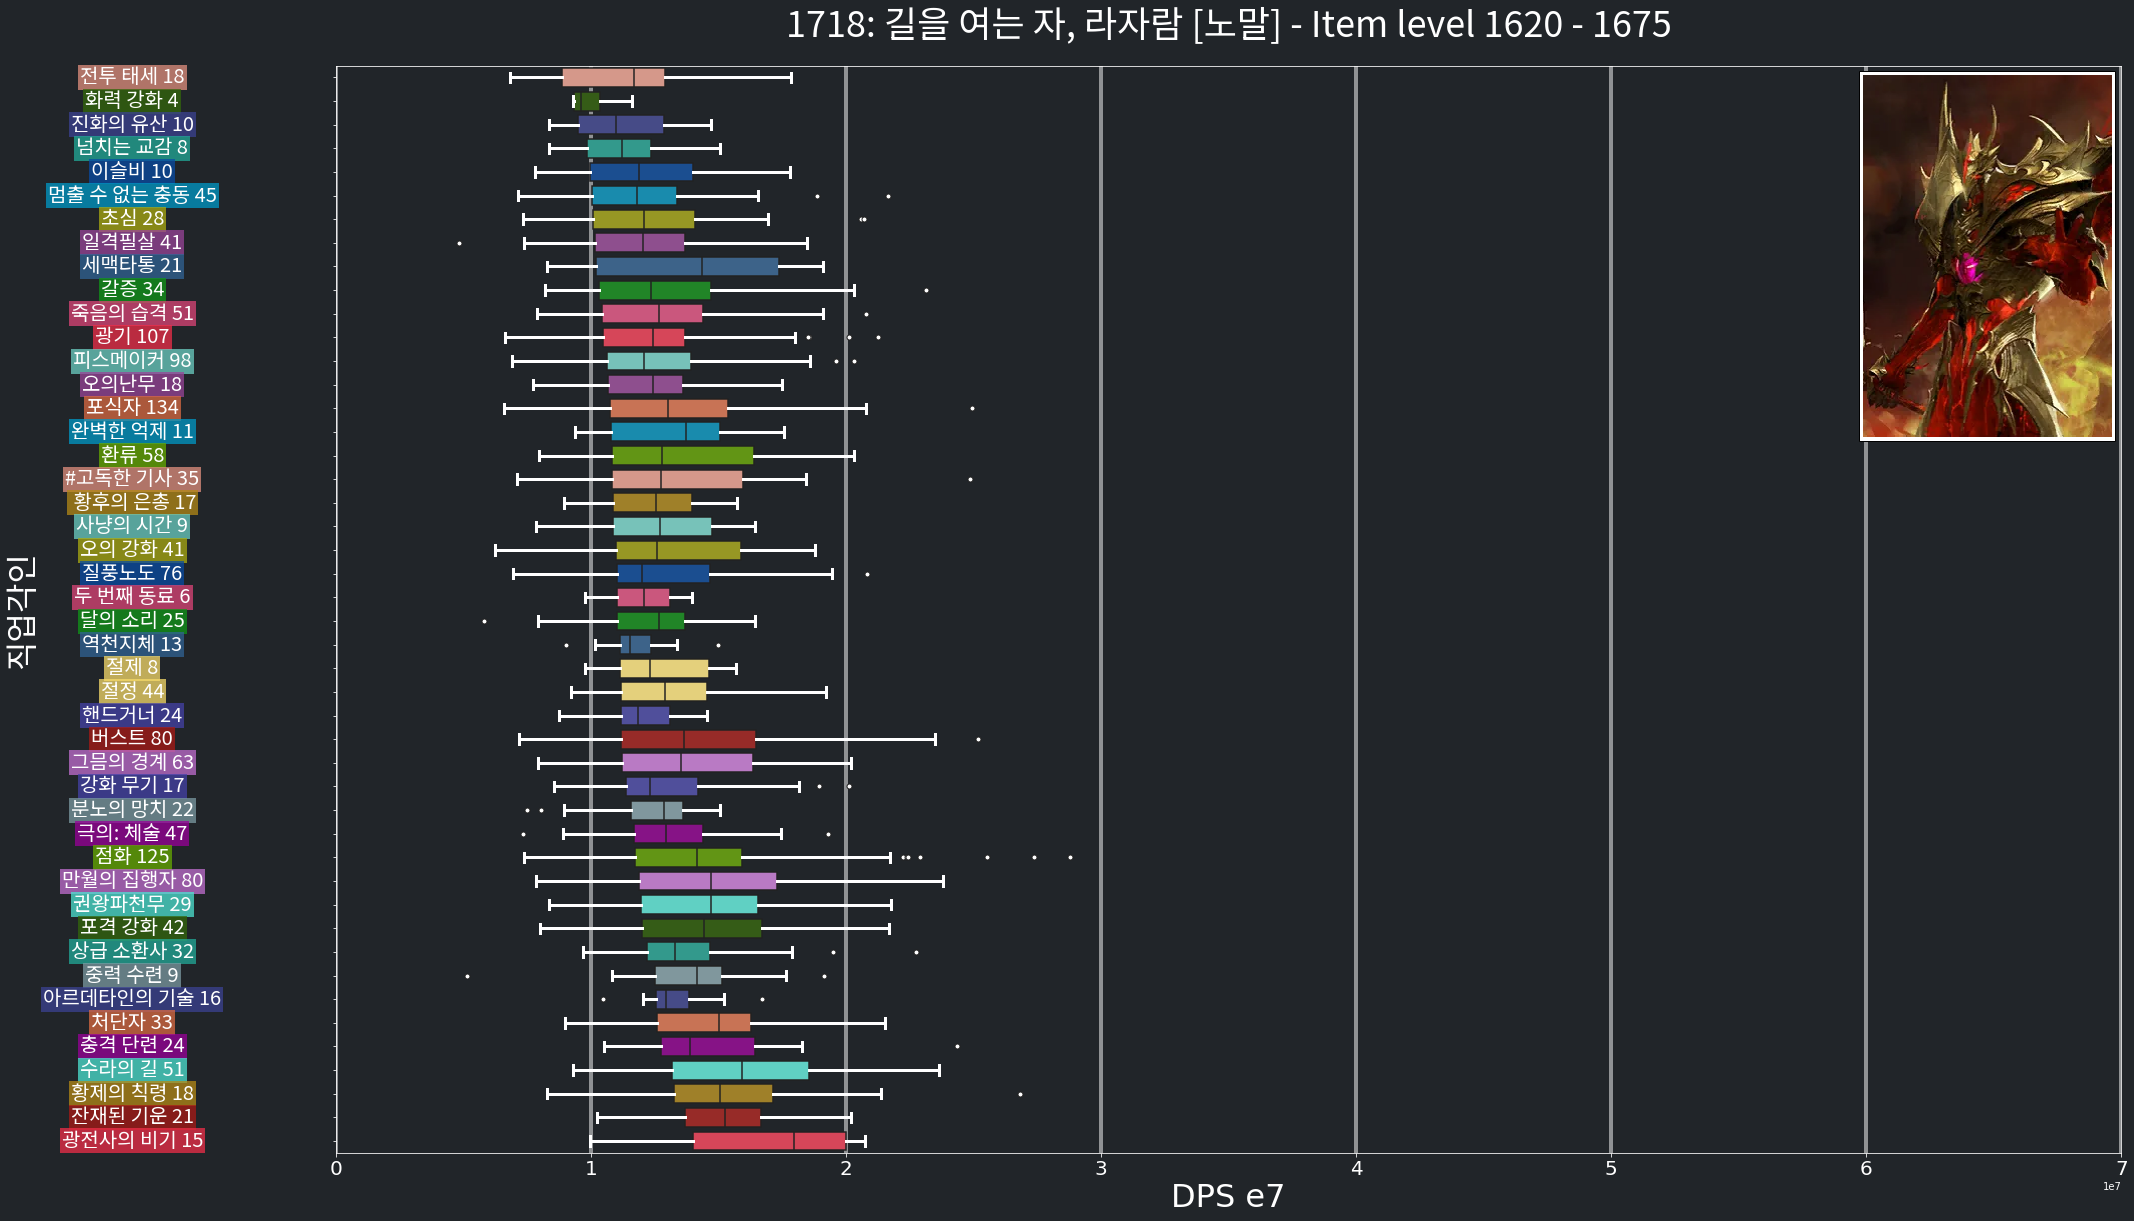 1718: 길을 여는 자, 라자람 [노말] - Item level 1620 - 1675
직업각인
전투 태세 18
화력 강화 4
진화의 유산 10
넘치는 교감 8
이슬비 10
멈출 수 없는 충동 45
초심 28
일격필살 41
세맥타통 21
갈증 34
죽음의 습격 51
광기 107
피스메이커 98
오의난무 18
포식자 134
완벽한 억제 11
환류 58
#고독한 기사 35
황후의 은총 17
사냥의 시간 9
오의 강화 41
질풍노도 76
두 번째 동료 6
달의 소리 25
역천지체 13
절제 8
절정 44
핸드거너 24
버스트 80
그믐의 경계 63
강화 무기 17
분노의 망치 22
극의: 체술 47
점화 125
만월의 집행자 80
권왕파천무 29
포격 강화 42
상급 소환사 32
중력 수련 9
아르데타인의 기술 16
처단자 33
충격 단련 24
수라의 길 51
황제의 칙령 18
잔재된 기운 21
광전사의 비기 15
0 1 2 3 4 5 6 7
1e7
DPS e7